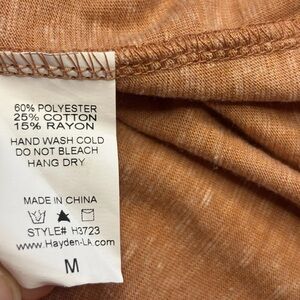 60% POLYESTER
25% COTTON
15% RAYON
HAND WASH COLD
DO NOT BLEACH
HANG DRY
MADE IN CHINA
STYLE# H3723
www.Hayden-LA.com
M